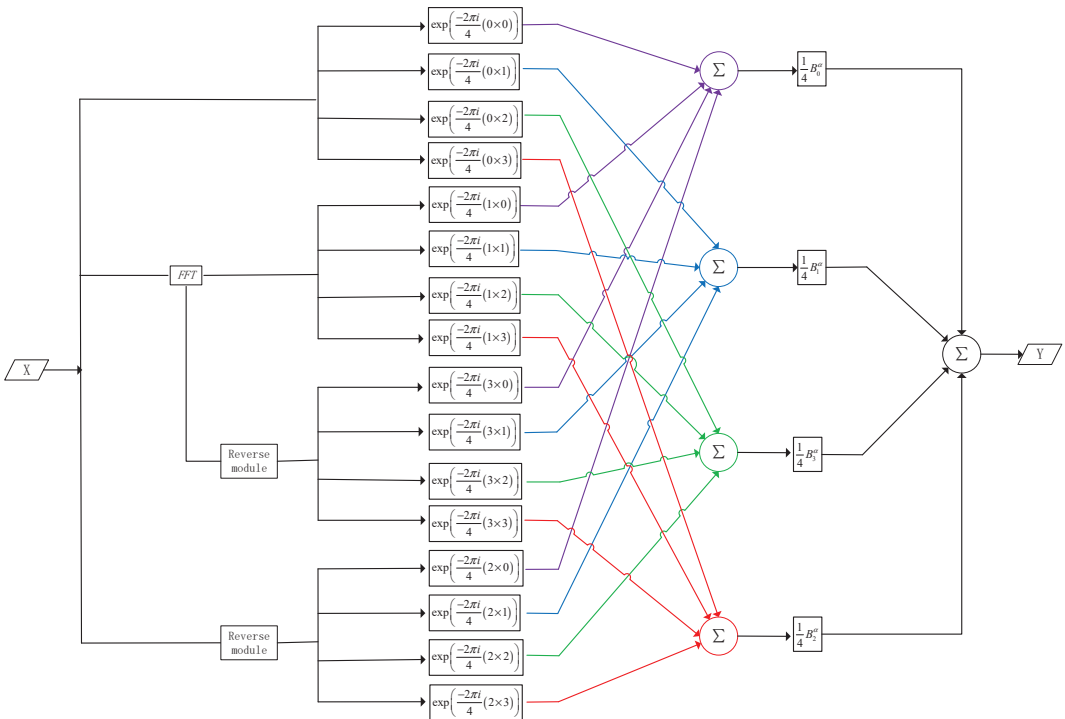 exp(-2πi/4 (0×0))
exp(-2πi/4 (0×1))
exp(-2πi/4 (0×2))
exp(-2πi/4 (0×3))
exp(-2πi/4 (1×0))
exp(-2πi/4 (1×1))
exp(-2πi/4 (1×2))
exp(-2πi/4 (1×3))
exp(-2πi/4 (3×0))
exp(-2πi/4 (3×1))
exp(-2πi/4 (3×2))
exp(-2πi/4 (3×3))
exp(-2πi/4 (2×0))
exp(-2πi/4 (2×1))
exp(-2πi/4 (2×2))
exp(-2πi/4 (2×3))
X
FFT
Reverse
module
Reverse
module
Σ
Σ
Σ
Σ
1/4 B₀^α
1/4 B₁^α
1/4 B₃^α
1/4 B₂^α
Σ
Y